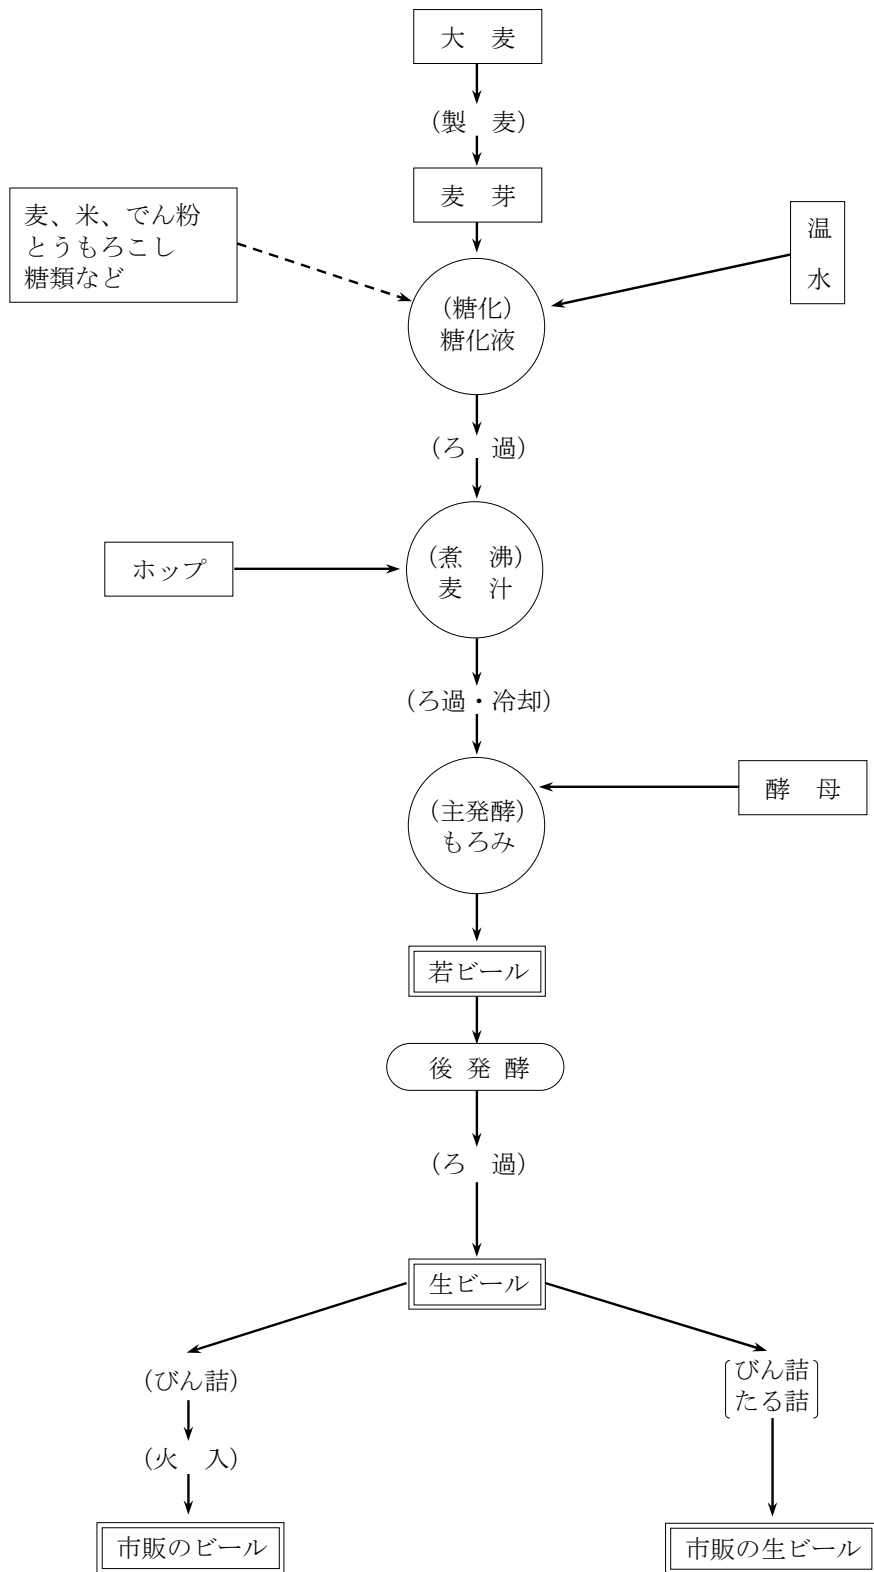 大　麦
（製　麦）
麦　芽
麦、米、でん粉
とうもろこし
糖類など
温
水
（糖化）
糖化液
（ろ　過）
ホップ
（煮　沸）
麦　汁
（ろ過・冷却）
酵　母
（主発酵）
もろみ
若ビール
後 発 酵
（ろ　過）
生ビール
（びん詰）
（火　入）
市販のビール
びん詰
たる詰
市販の生ビール